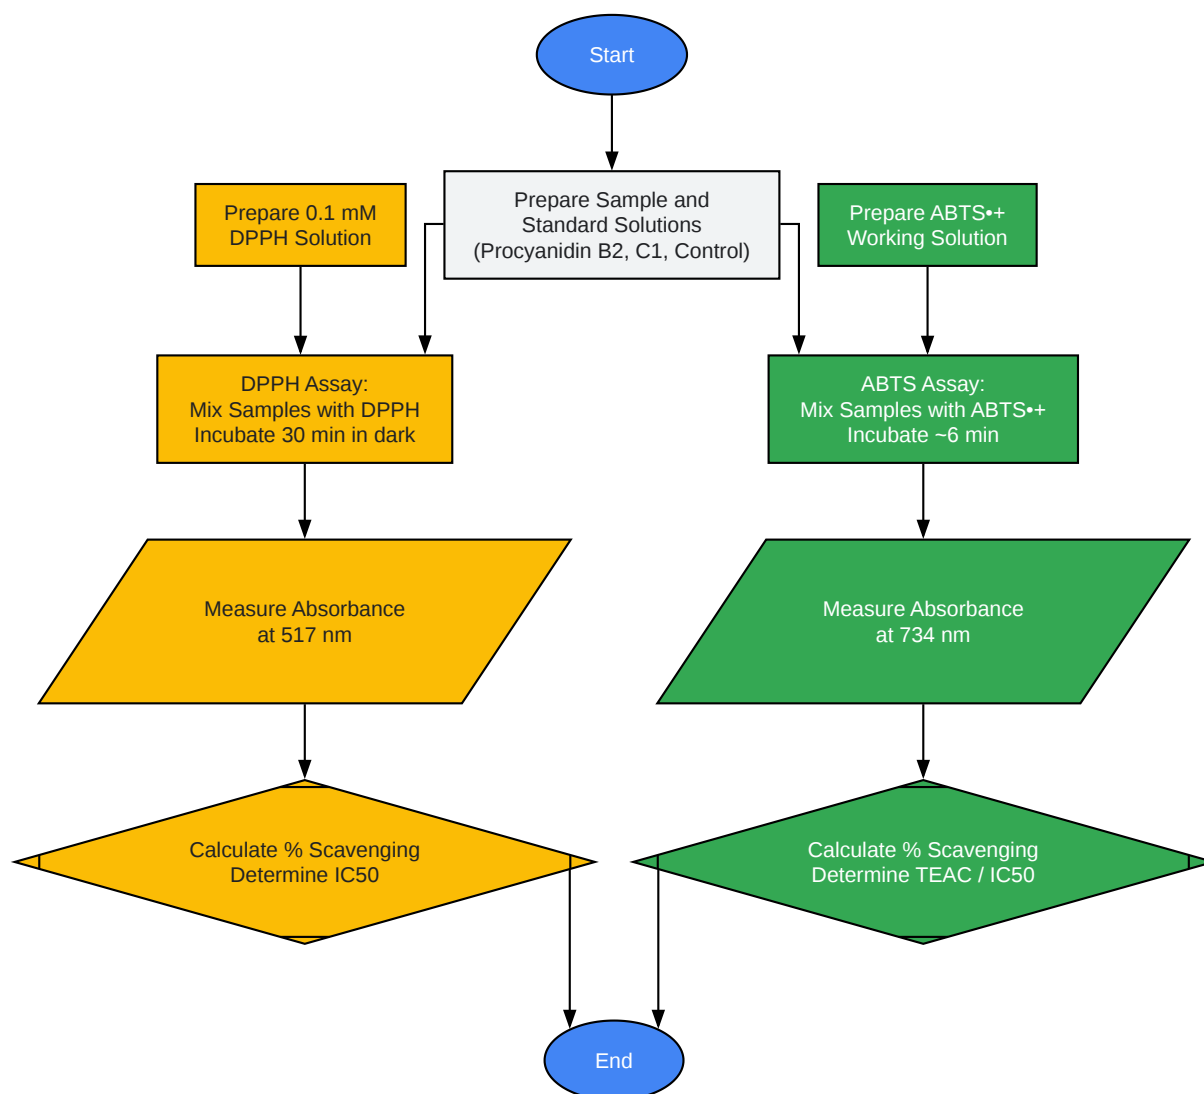 Start
Prepare 0.1 mM
DPPH Solution
Prepare Sample and
Standard Solutions
(Procyanidin B2, C1, Control)
Prepare ABTS•+
Working Solution
DPPH Assay:
Mix Samples with DPPH
Incubate 30 min in dark
ABTS Assay:
Mix Samples with ABTS•+
Incubate ~6 min
Measure Absorbance
at 517 nm
Measure Absorbance
at 734 nm
Calculate % Scavenging
Determine IC50
Calculate % Scavenging
Determine TEAC / IC50
End